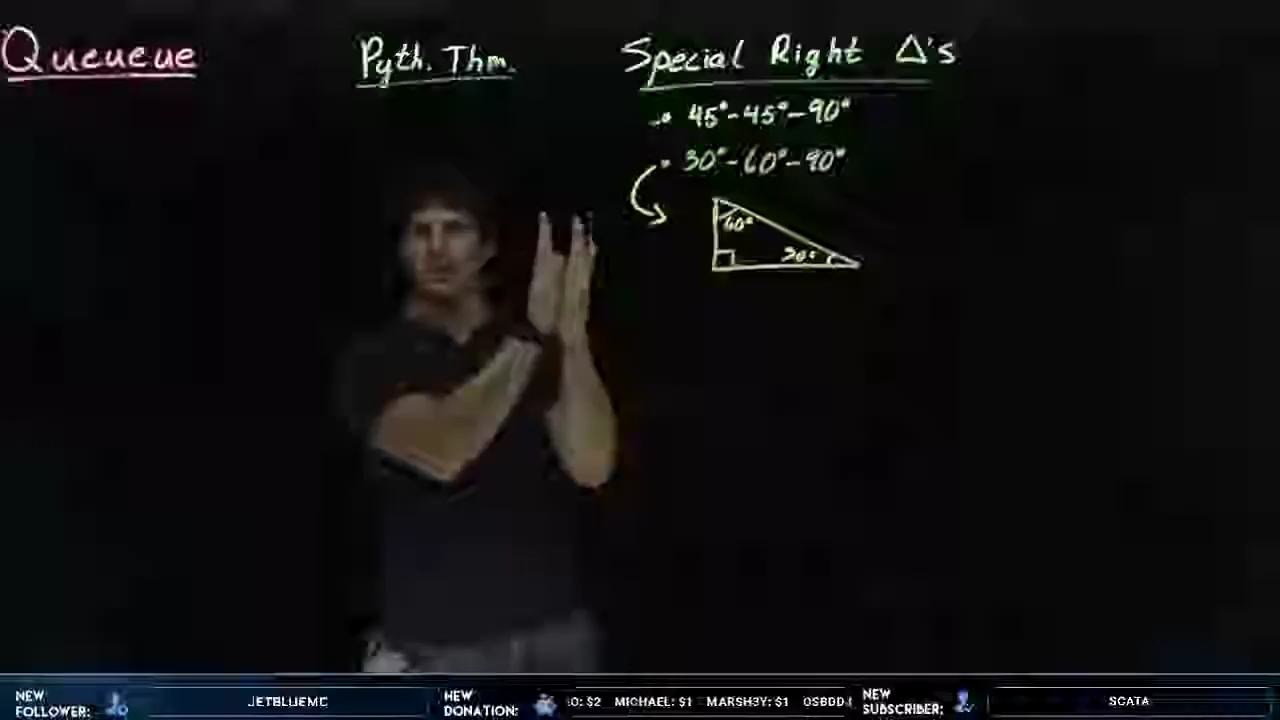 Queueue
Pyth. Thm.
Special Right Δ's
45°-45°-90°
30°-60°-90°
60°
30°
NEW FOLLOWER:
JETBLUEMC
NEW DONATION:
MICHAEL: $1 MARSH3Y: $1
NEW SUBSCRIBER:
SCATA